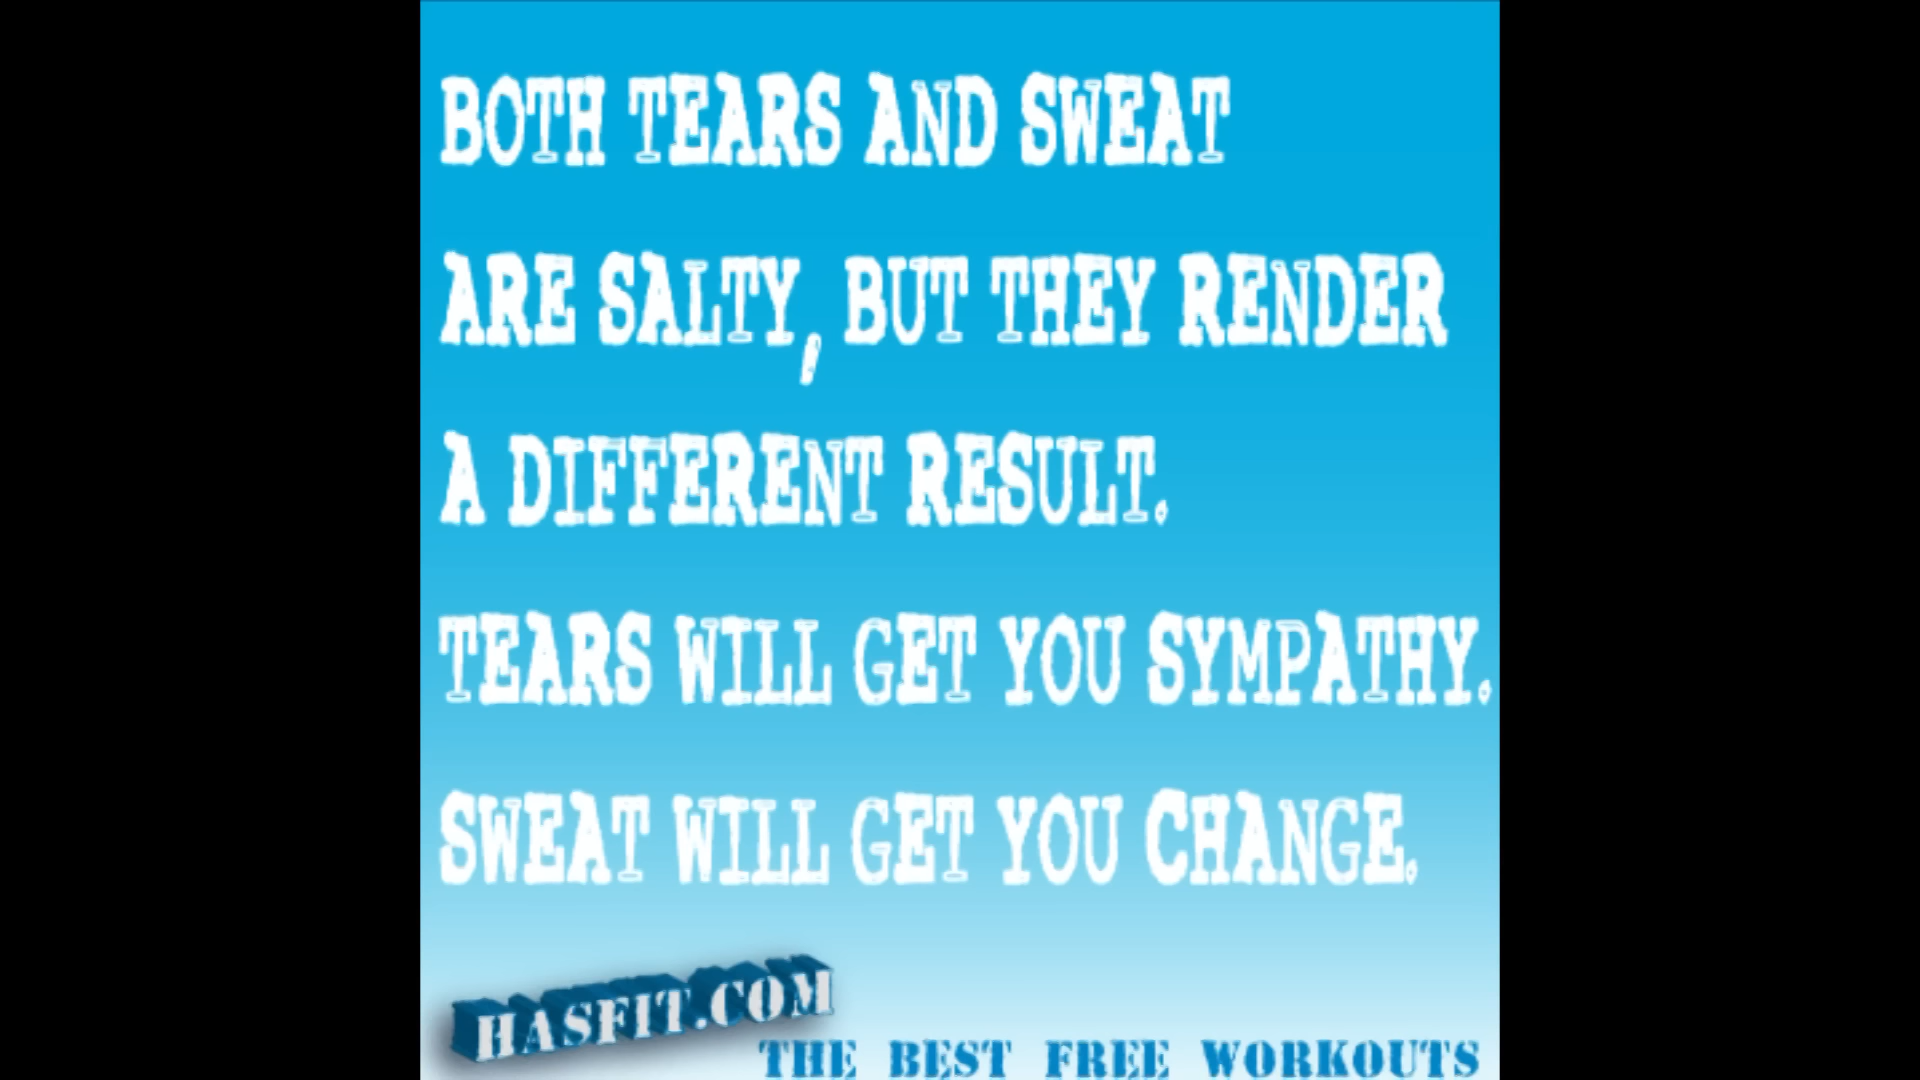 BOTH TEARS AND SWEAT
ARE SALTY, BUT THEY RENDER
A DIFFERENT RESULT.
TEARS WILL GET YOU SYMPATHY.
SWEAT WILL GET YOU CHANGE.
HASFIT.COM
THE BEST FREE WORKOUTS